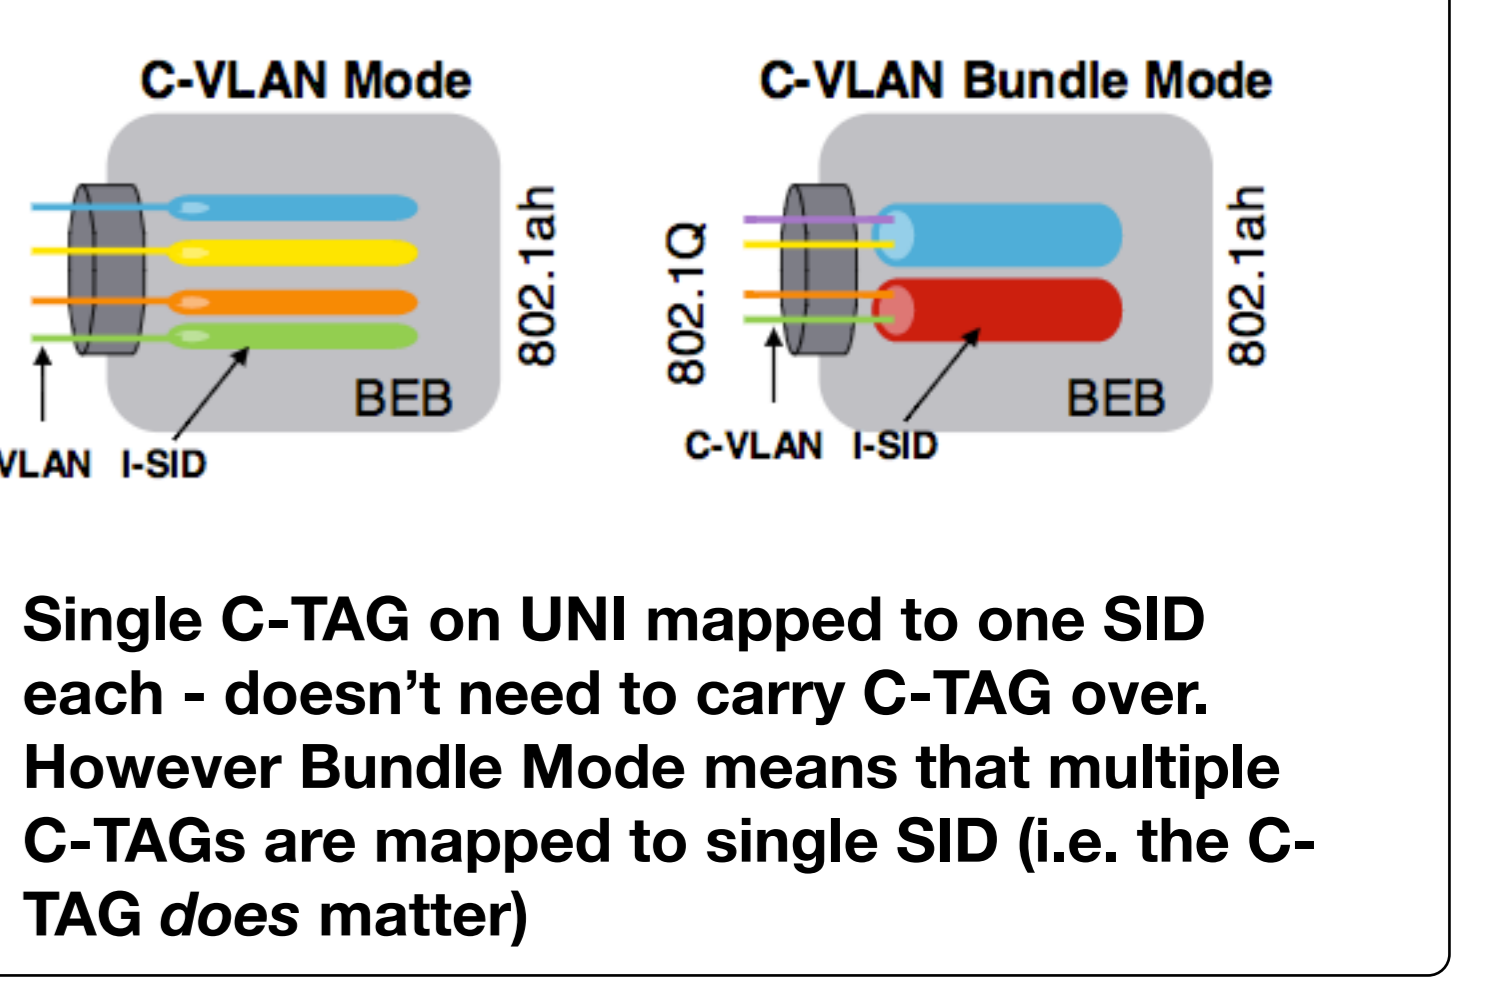 C-VLAN Mode
802.1ah
BEB
VLAN I-SID
C-VLAN Bundle Mode
802.1Q
802.1ah
BEB
C-VLAN I-SID
Single C-TAG on UNI mapped to one SID
each - doesn’t need to carry C-TAG over.
However Bundle Mode means that multiple
C-TAGs are mapped to single SID (i.e. the C-
TAG does matter)